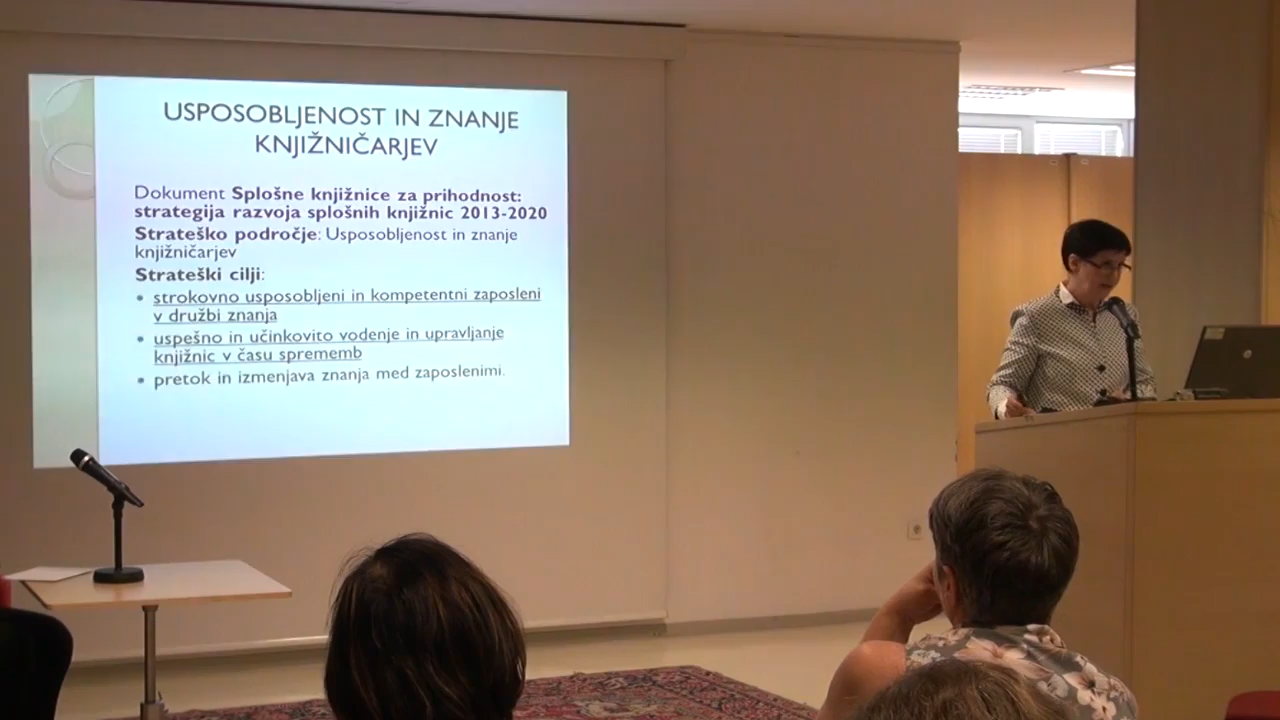 USPOSOBLJENOST IN ZNANJE
KNJIŽNIČARJEV
Dokument Splošne knjižnice za prihodnost:
strategija razvoja splošnih knjižnic 2013-2020
Strateško področje: Usposobljenost in znanje
knjižničarjev
Strateški cilji:
• strokovno usposobljeni in kompetentni zaposleni
v družbi znanja
• uspešno in učinkovito vodenje in upravljanje
knjižnic v času sprememb
• pretok in izmenjava znanja med zaposlenimi.